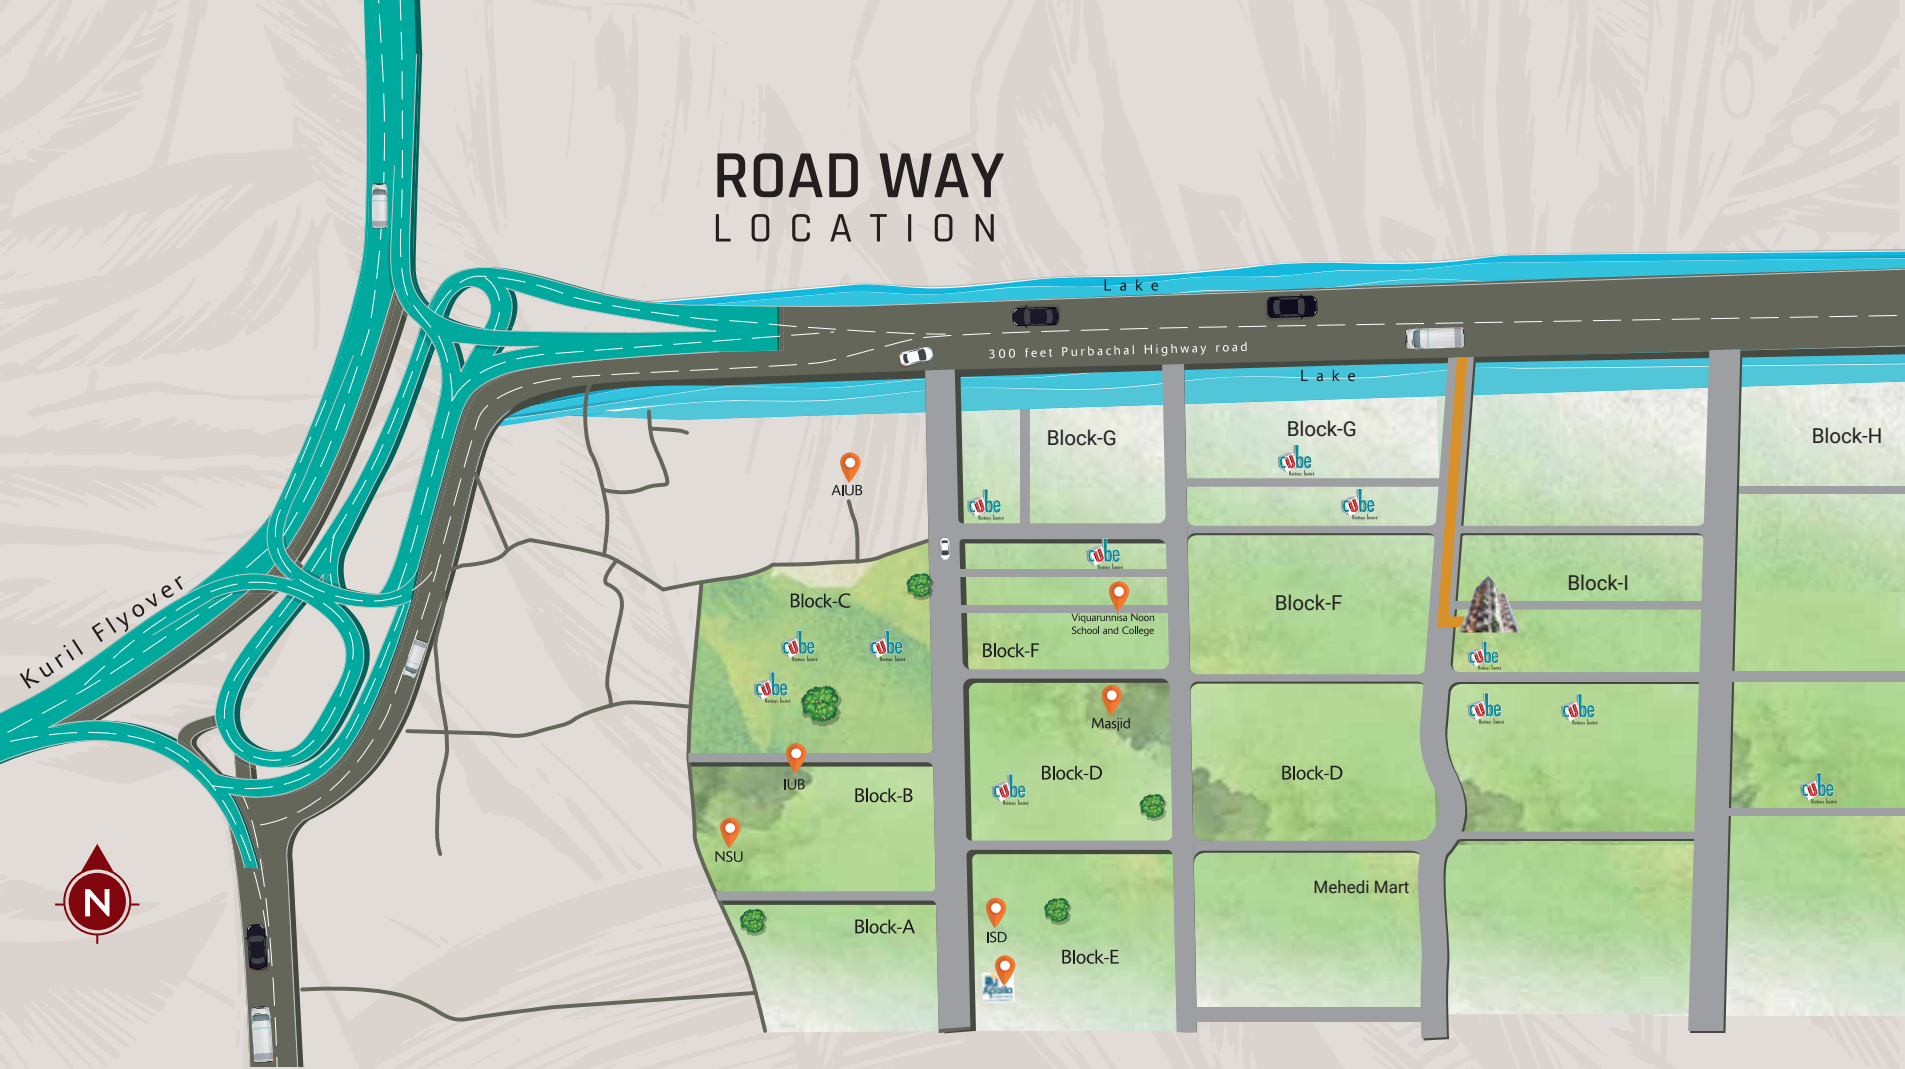 ROAD WAY
LOCATION
Lake
300 feet Purbachal Highway road
Lake
Kuril Flyover
AIUB
Block-G
Block-G
cube
Block-H
cube
cube
cube
Viquarunnisa Noon
School and College
Block-C
Block-F
Block-I
Block-F
cube
cube
cube
cube
Masjid
cube
cube
IUB
Block-D
Block-D
cube
cube
Block-B
NSU
Mehedi Mart
N
Block-A
ISD
Block-E
Apollo